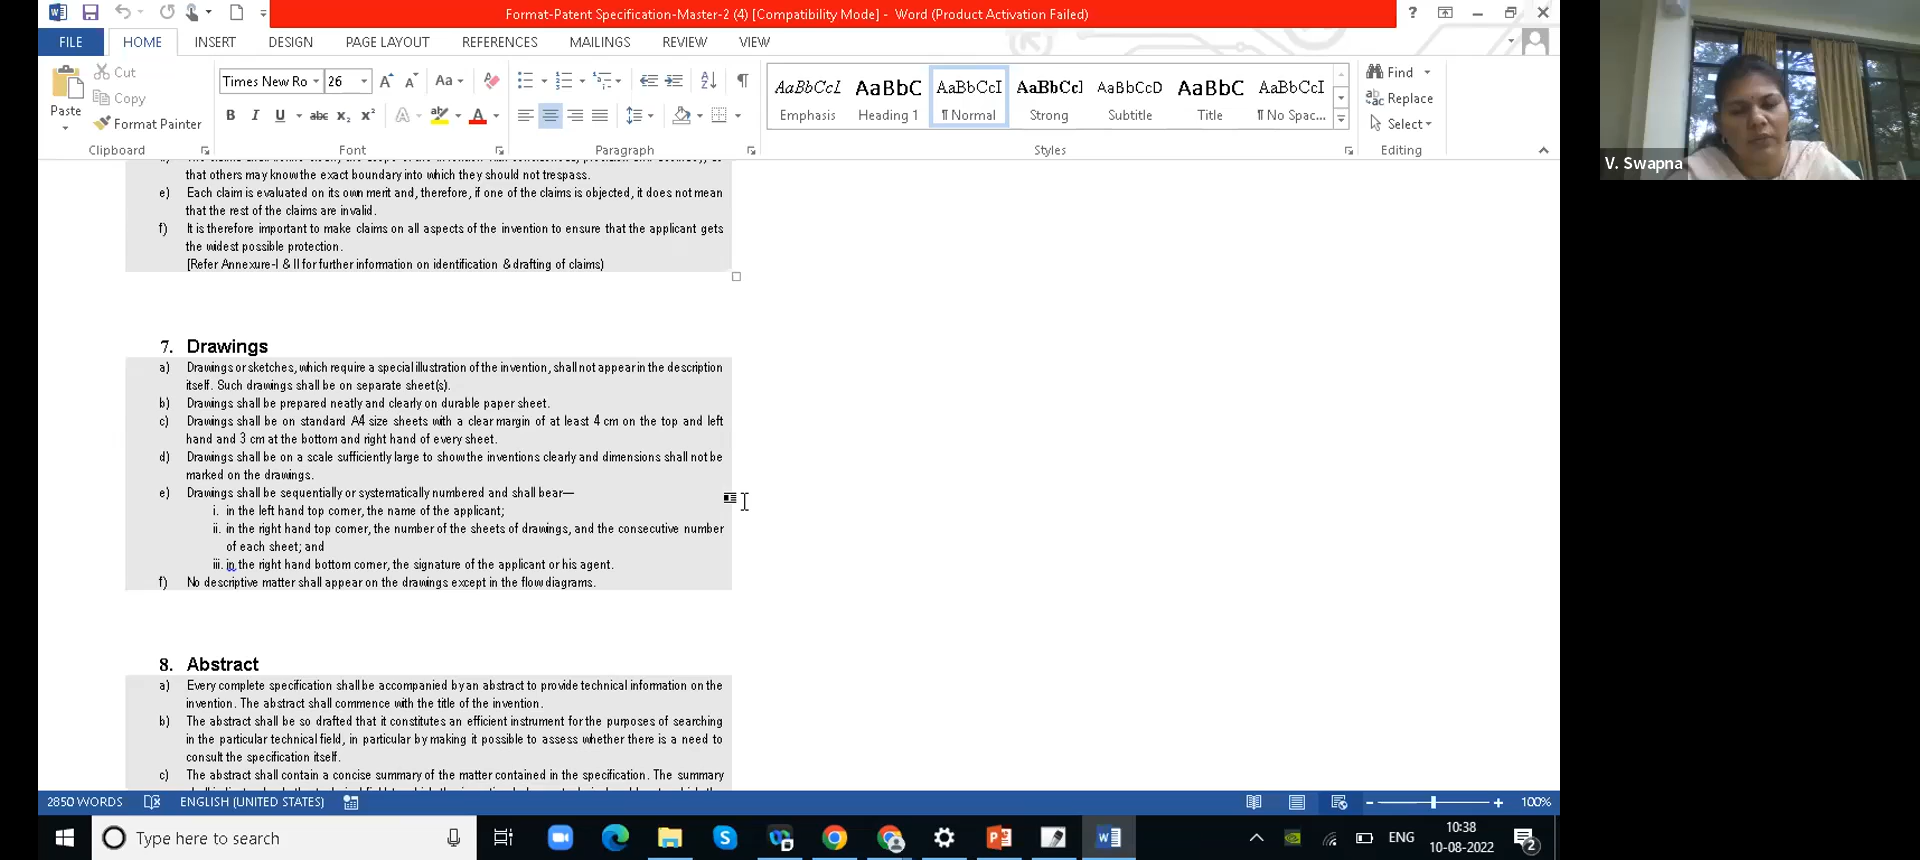 Format-Patent Specification-Master-2 (4) [Compatibility Mode] - Word (Product Activation Failed)
FILE HOME INSERT DESIGN PAGE LAYOUT REFERENCES MAILINGS REVIEW VIEW
Paste
Cut
Copy
Format Painter
Clipboard
Times New Ro 26
Font
Paragraph
AaBbCcL AaBbC AaBbCcI AaBbCc] AaBbCcD AaBbC AaBbCcI
Emphasis Heading 1 ¶ Normal Strong Subtitle Title ¶ No Spac...
Styles
Find
Replace
Select
Editing
that others may know the exact boundary into which they should not trespass.
e) Each claim is evaluated on its own merit and, therefore, if one of the claims is objected, it does not mean
that the rest of the claims are invalid.
f) It is therefore important to make claims on all aspects of the invention to ensure that the applicant gets
the widest possible protection.
[Refer Annexure-I & II for further information on identification & drafting of claims)
7. Drawings
a) Drawings or sketches, which require a special illustration of the invention, shall not appear in the description
itself. Such drawings shall be on separate sheet(s).
b) Drawings shall be prepared neatly and clearly on durable paper sheet.
c) Drawings shall be on standard A4 size sheets with a clear margin of at least 4 cm on the top and left
hand and 3 cm at the bottom and right hand of every sheet.
d) Drawings shall be on a scale sufficiently large to show the inventions clearly and dimensions shall not be
marked on the drawings.
e) Drawings shall be sequentially or systematically numbered and shall bear—
i. in the left hand top corner, the name of the applicant;
ii. in the right hand top corner, the number of the sheets of drawings, and the consecutive number
of each sheet; and
iii. in the right hand bottom corner, the signature of the applicant or his agent.
f) No descriptive matter shall appear on the drawings except in the flow diagrams.
8. Abstract
a) Every complete specification shall be accompanied by an abstract to provide technical information on the
invention. The abstract shall commence with the title of the invention.
b) The abstract shall be so drafted that it constitutes an efficient instrument for the purposes of searching
in the particular technical field, in particular by making it possible to assess whether there is a need to
consult the specification itself.
c) The abstract shall contain a concise summary of the matter contained in the specification. The summary
2850 WORDS ENGLISH (UNITED STATES) 100%
Type here to search
ENG
10:38
10-08-2022
2
V. Swapna